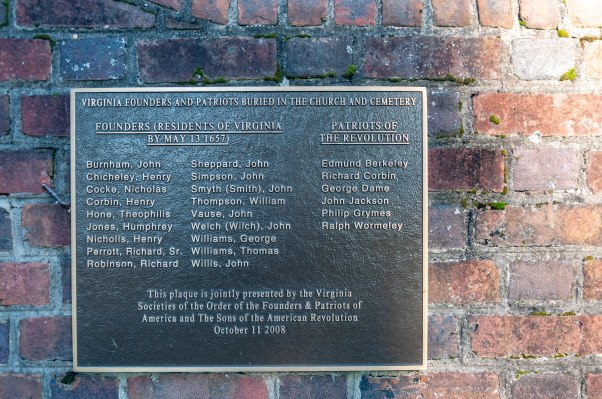 VIRGINIA FOUNDERS AND PATRIOTS BURIED IN THE CHURCH AND CEMETERY
FOUNDERS (RESIDENTS OF VIRGINIA
BY MAY 13 1657)
Burnham, John
Chicheley, Henry
Cocke, Nicholas
Corbin, Henry
Hone, Theophilis
Jones, Humphrey
Nicholls, Henry
Perrott, Richard, Sr.
Robinson, Richard
Sheppard, John
Simpson, John
Smyth (Smith), John
Thompson, William
Vause, John
Welch (Wilch), John
Williams, George
Williams, Thomas
Willis, John
PATRIOTS OF
THE REVOLUTION
Edmund Berkeley
Richard Corbin
George Dame
John Jackson
Philip Grymes
Ralph Wormeley
This plaque is jointly presented by the Virginia
Societies of the Order of the Founders & Patriots of
America and The Sons of the American Revolution
October 11 2008